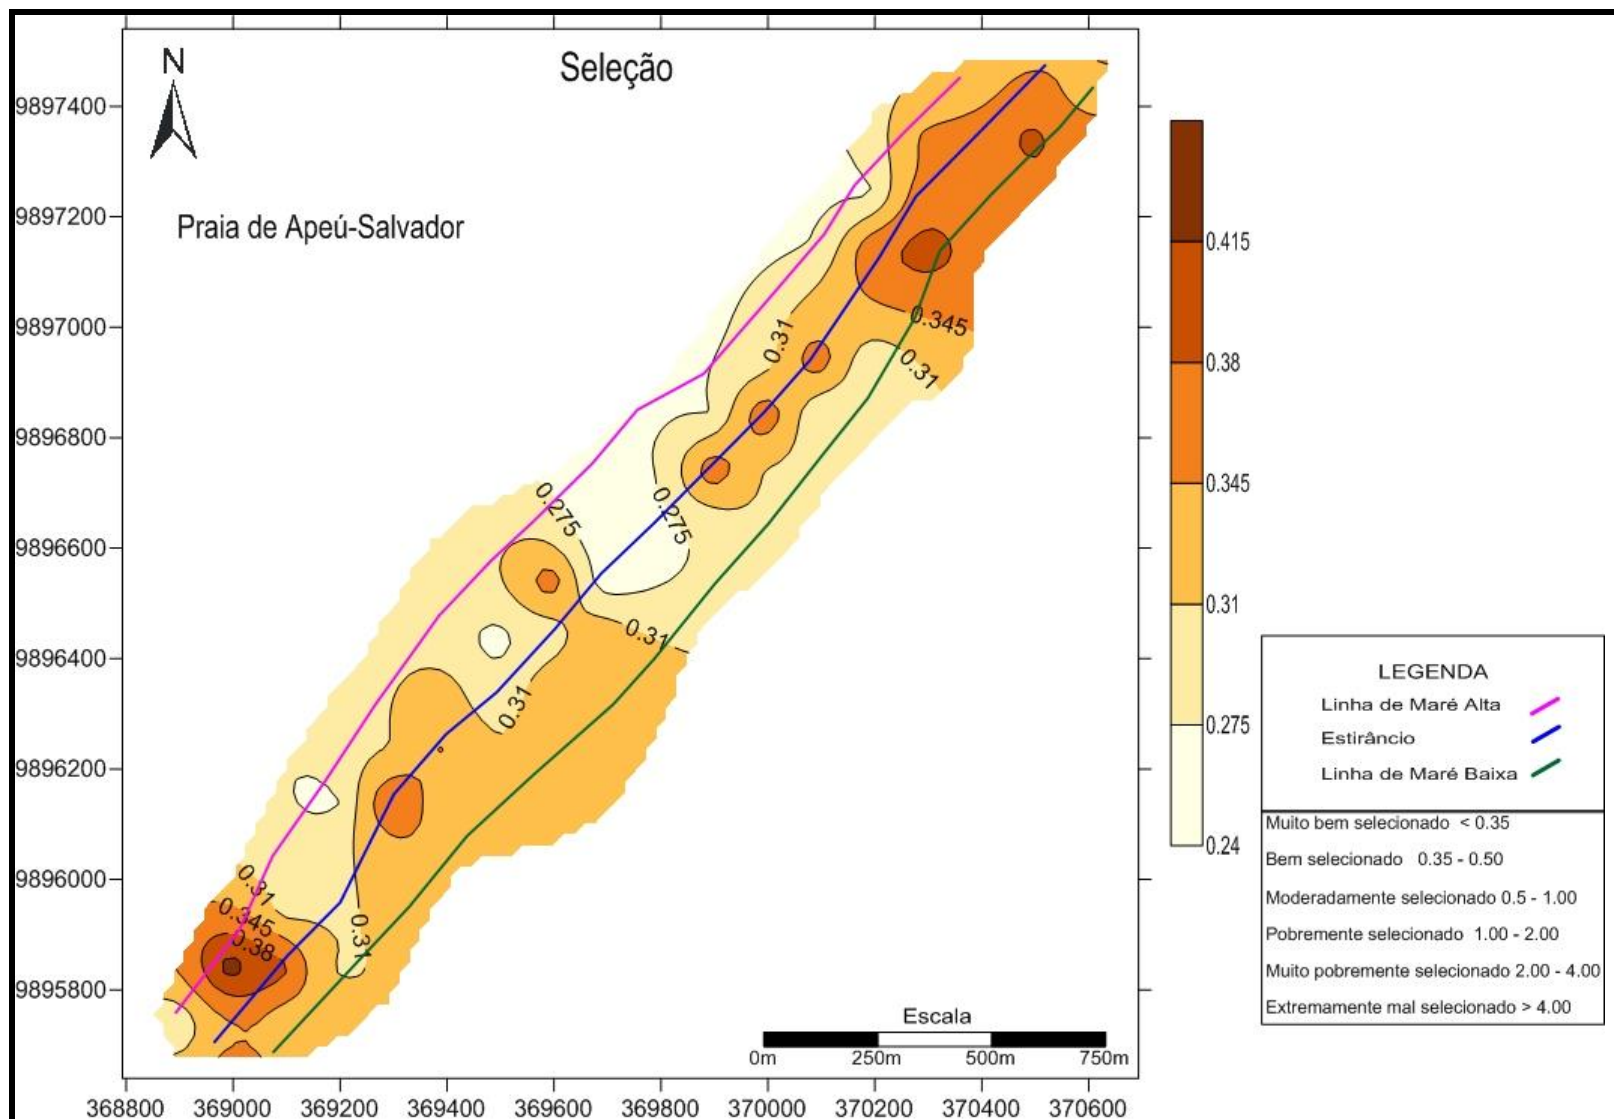 N
Seleção
Praia de Apeú-Salvador
9897400
9897200
9897000
9896800
9896600
9896400
9896200
9896000
9895800
368800 369000 369200 369400 369600 369800 370000 370200 370400 370600
0.345
0.31
0.31
0.275
0.275
0.31
0.31
0.31
0.345
0.38
0.31
0.415
0.38
0.345
0.31
0.275
0.24
Escala
0m 250m 500m 750m
LEGENDA
Linha de Maré Alta
Estirâncio
Linha de Maré Baixa
Muito bem selecionado < 0.35
Bem selecionado 0.35 - 0.50
Moderadamente selecionado 0.5 - 1.00
Pobremente selecionado 1.00 - 2.00
Muito pobremente selecionado 2.00 - 4.00
Extremamente mal selecionado > 4.00